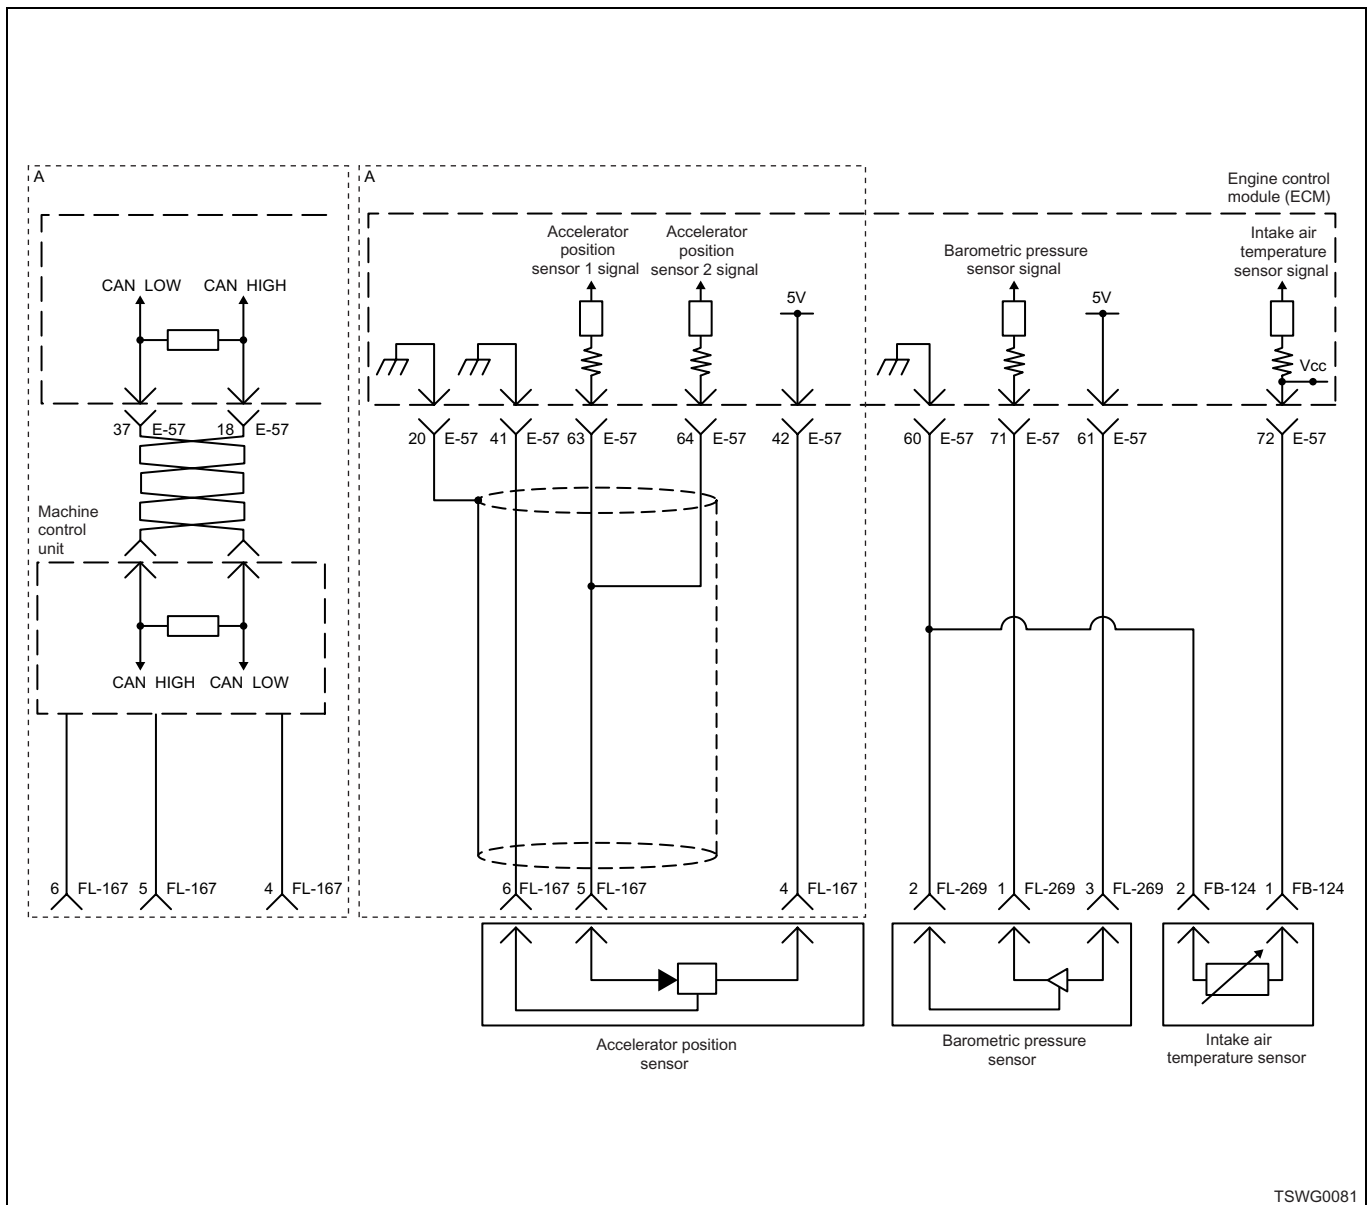 A
A
Engine control
module (ECM)
Accelerator
position
sensor 1 signal
Accelerator
position
sensor 2 signal
Barometric pressure
sensor signal
Intake air
temperature
sensor signal
CAN LOW CAN HIGH
5V
5V
Vcc
37 E-57 18 E-57
20 E-57 41 E-57 63 E-57 64 E-57 42 E-57 60 E-57 71 E-57 61 E-57 72 E-57
Machine
control
unit
CAN HIGH CAN LOW
6 FL-167 5 FL-167 4 FL-167
6 FL-167 5 FL-167 4 FL-167 2 FL-269 1 FL-269 3 FL-269 2 FB-124 1 FB-124
Accelerator position
sensor
Barometric pressure
sensor
Intake air
temperature sensor
TSWG0081